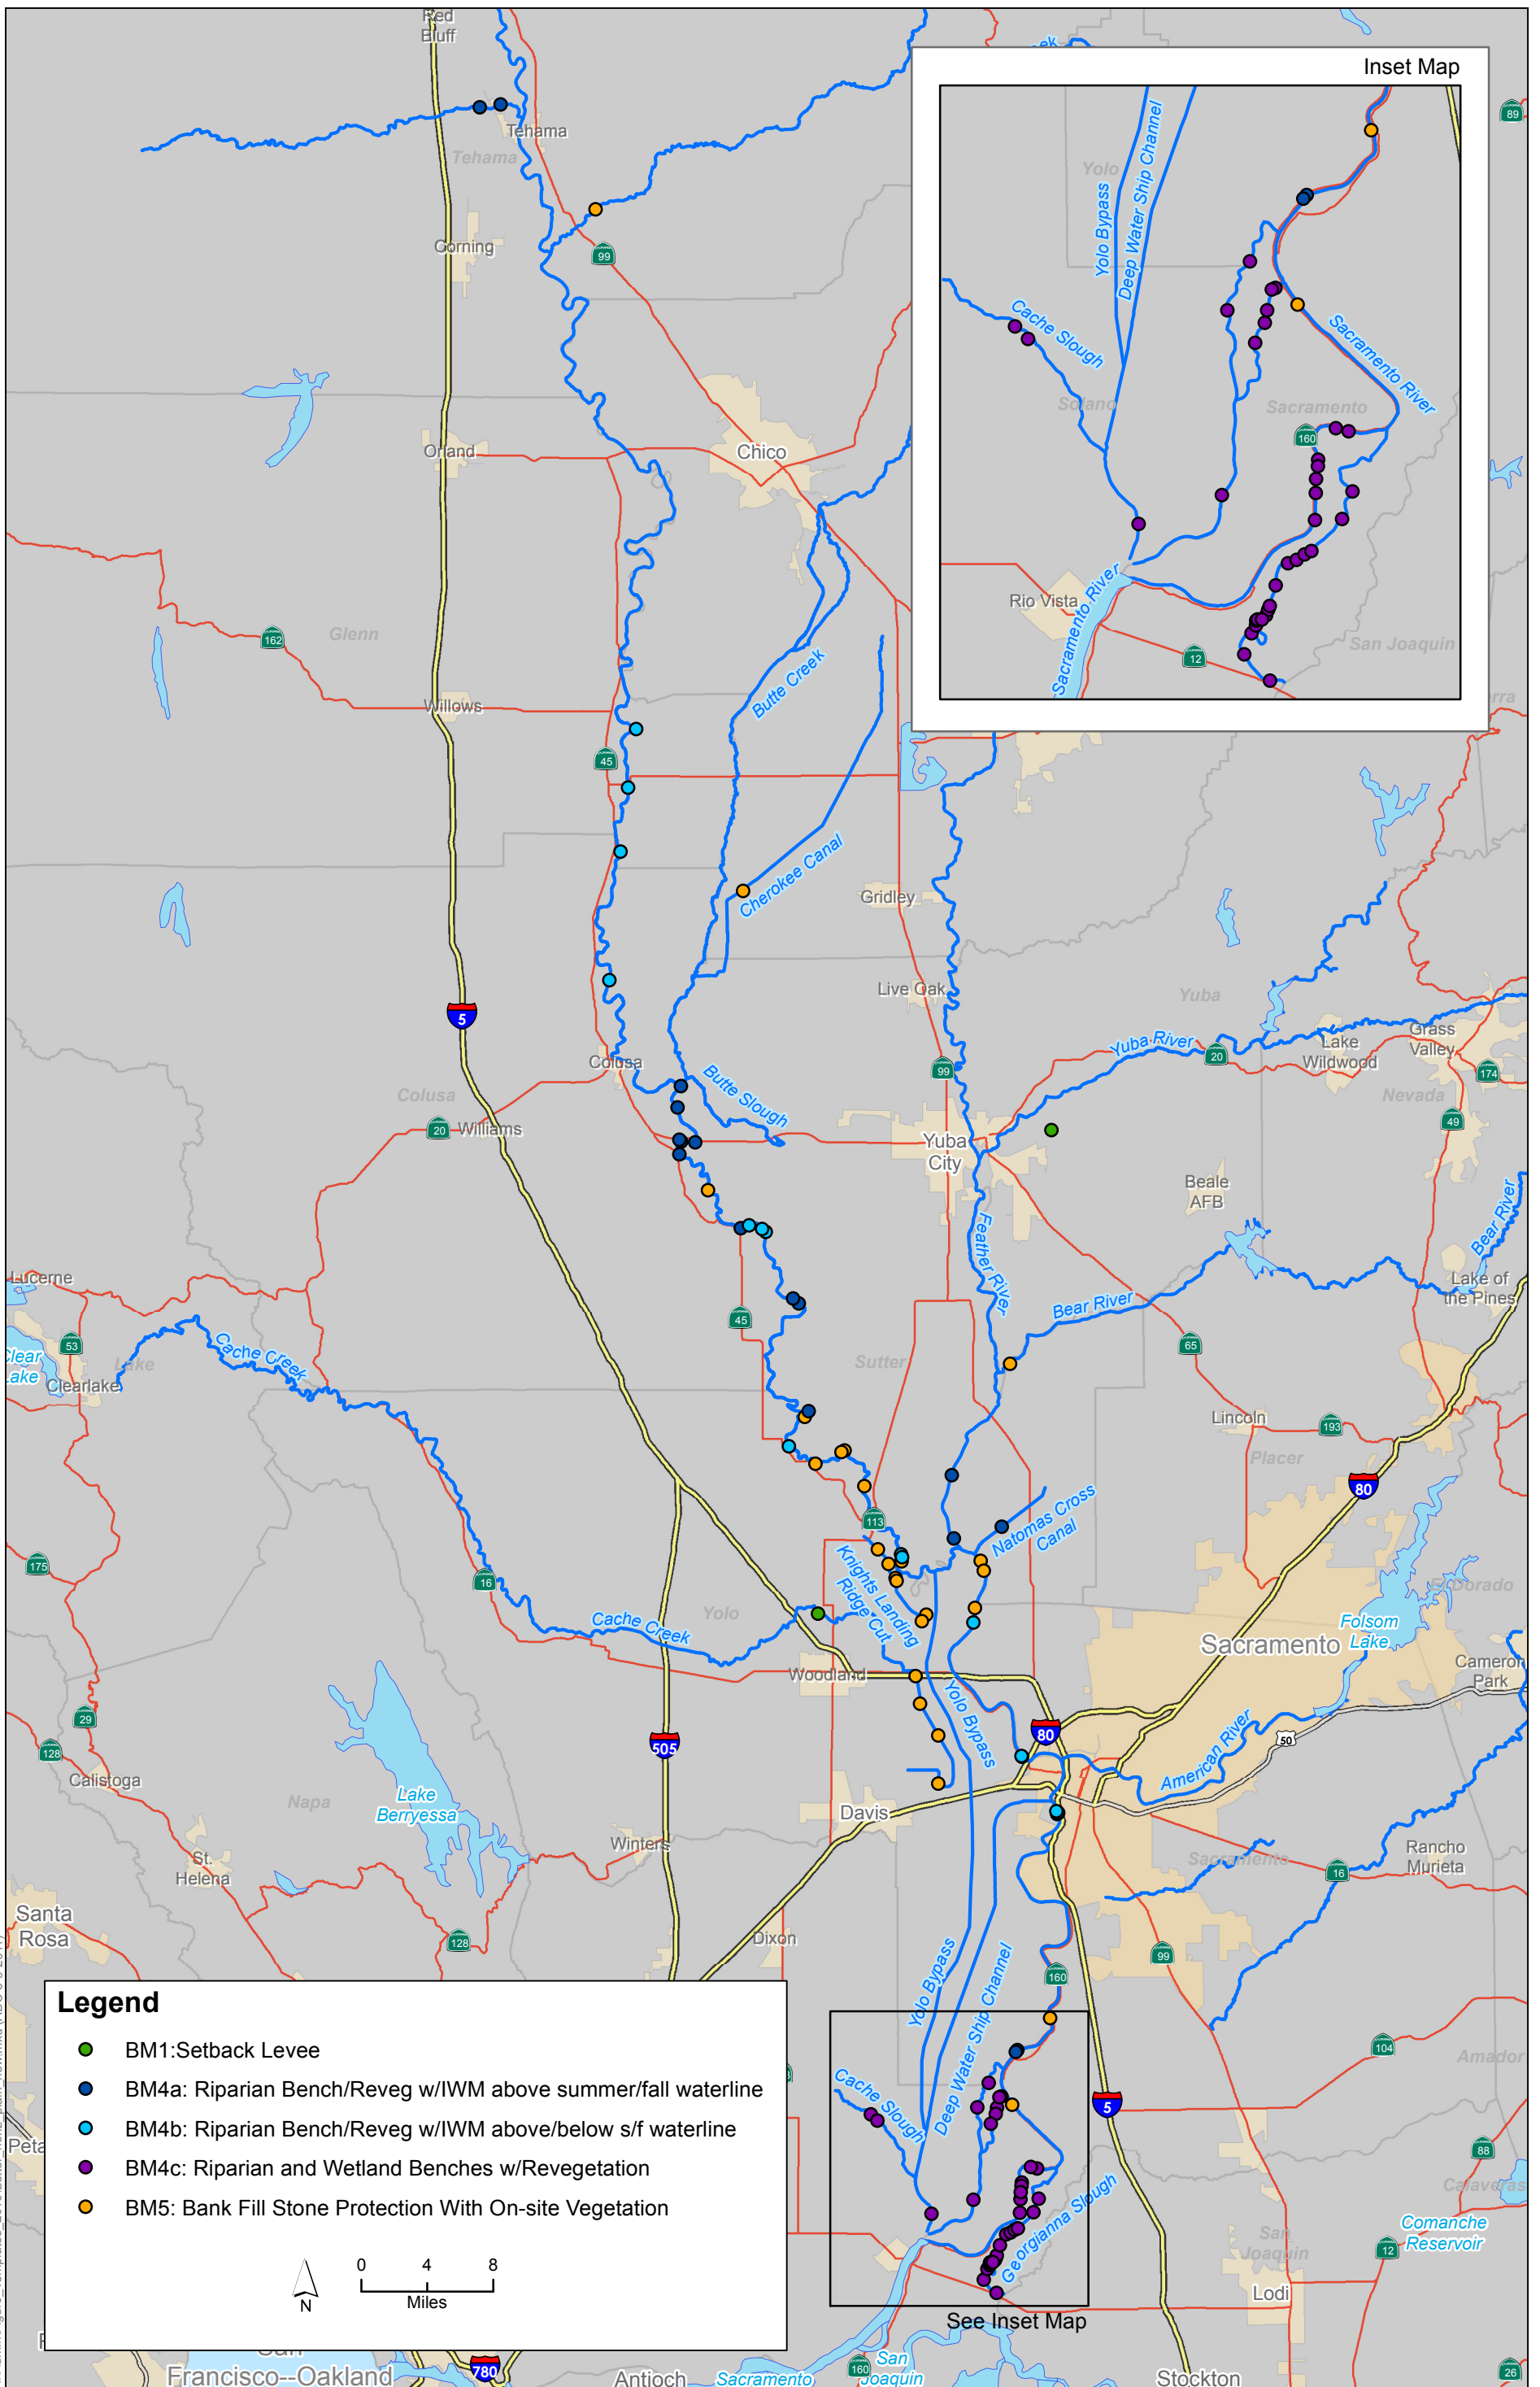 Red
Bluff
Inset Map
89
Tehama
Tehama
Corning
99
Yolo
Yolo Bypass
Deep Water Ship Channel
Cache Slough
Sacramento River
Solano
Sacramento
160
Rio Vista
Sacramento River
12
San Joaquin
Orland
Chico
162
Glenn
Willows
Butte Creek
45
Cherokee Canal
Gridley
Live Oak
Yuba
5
Colusa
Colusa
Butte Slough
99
Yuba River
20
Lake
Wildwood
Grass
Valley
174
Nevada
49
20
Williams
Yuba
City
Beale
AFB
Feather River
Bear River
Bear River
Lake of
the Pines
Lucerne
53
Clear
Lake
Clearlake
Lake
Cache Creek
45
Sutter
65
Lincoln
193
Placer
80
113
Natomas Cross
Canal
Knights Landing
Ridge Cut
175
16
Cache Creek
Yolo
El Dorado
Folsom
Lake
Sacramento
Cameron
Park
Woodland
Yolo Bypass
29
128
505
80
50
American River
Calistoga
Lake
Berryessa
Napa
Davis
Winters
St.
Helena
Sacramento
16
Rancho
Murieta
Santa
Rosa
128
Dixon
99
160
Yolo Bypass
Deep Water Ship Channel
Cache Slough
104
Amador
5
88
Calaveras
Georgianna Slough
Comanche
Reservoir
12
San
Joaquin
Lodi
See Inset Map
Legend
BM1:Setback Levee
BM4a: Riparian Bench/Reveg w/IWM above summer/fall waterline
BM4b: Riparian Bench/Reveg w/IWM above/below s/f waterline
BM4c: Riparian and Wetland Benches w/Revegetation
BM5: Bank Fill Stone Protection With On-site Vegetation
0 4 8
Miles
N
Francisco--Oakland
780
Antioch
Sacramento
160
San
Joaquin
Stockton
26